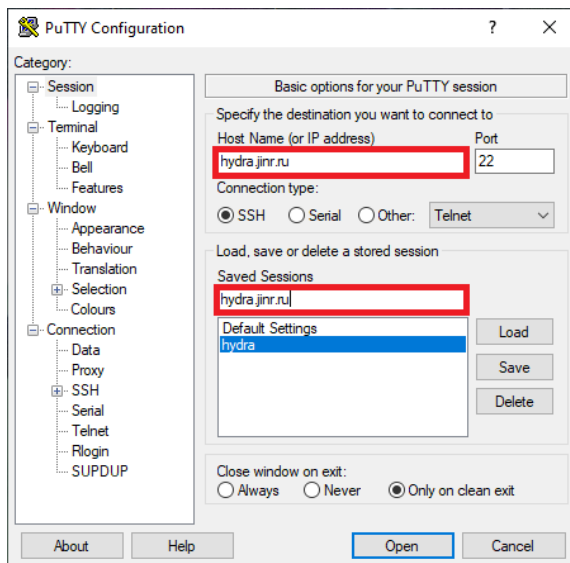 PuTTY Configuration
?
Category:
Session
Logging
Terminal
Keyboard
Bell
Features
Window
Appearance
Behaviour
Translation
Selection
Colours
Connection
Data
Proxy
SSH
Serial
Telnet
Rlogin
SUPDUP
Basic options for your PuTTY session
Specify the destination you want to connect to
Host Name (or IP address) Port
hydra.jinr.ru 22
Connection type:
SSH Serial Other: Telnet
Load, save or delete a stored session
Saved Sessions
hydra.jinr.ru
Default Settings
hydra
Load
Save
Delete
Close window on exit:
Always Never Only on clean exit
About Help Open Cancel